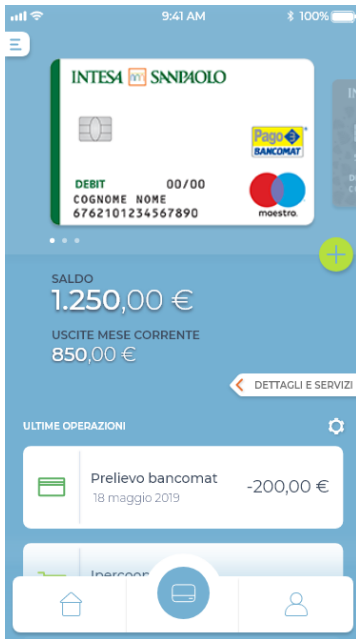 9:41 AM 100%
INTESA SANPAOLO
Pago
BANCOMAT
DEBIT 00/00
COGNOME NOME
6762101234567890
maestro.
SALDO
1.250,00 €
USCITE MESE CORRENTE
850,00 €
DETTAGLI E SERVIZI
ULTIME OPERAZIONI
Prelievo bancomat
-200,00 €
18 maggio 2019
Ipercoop